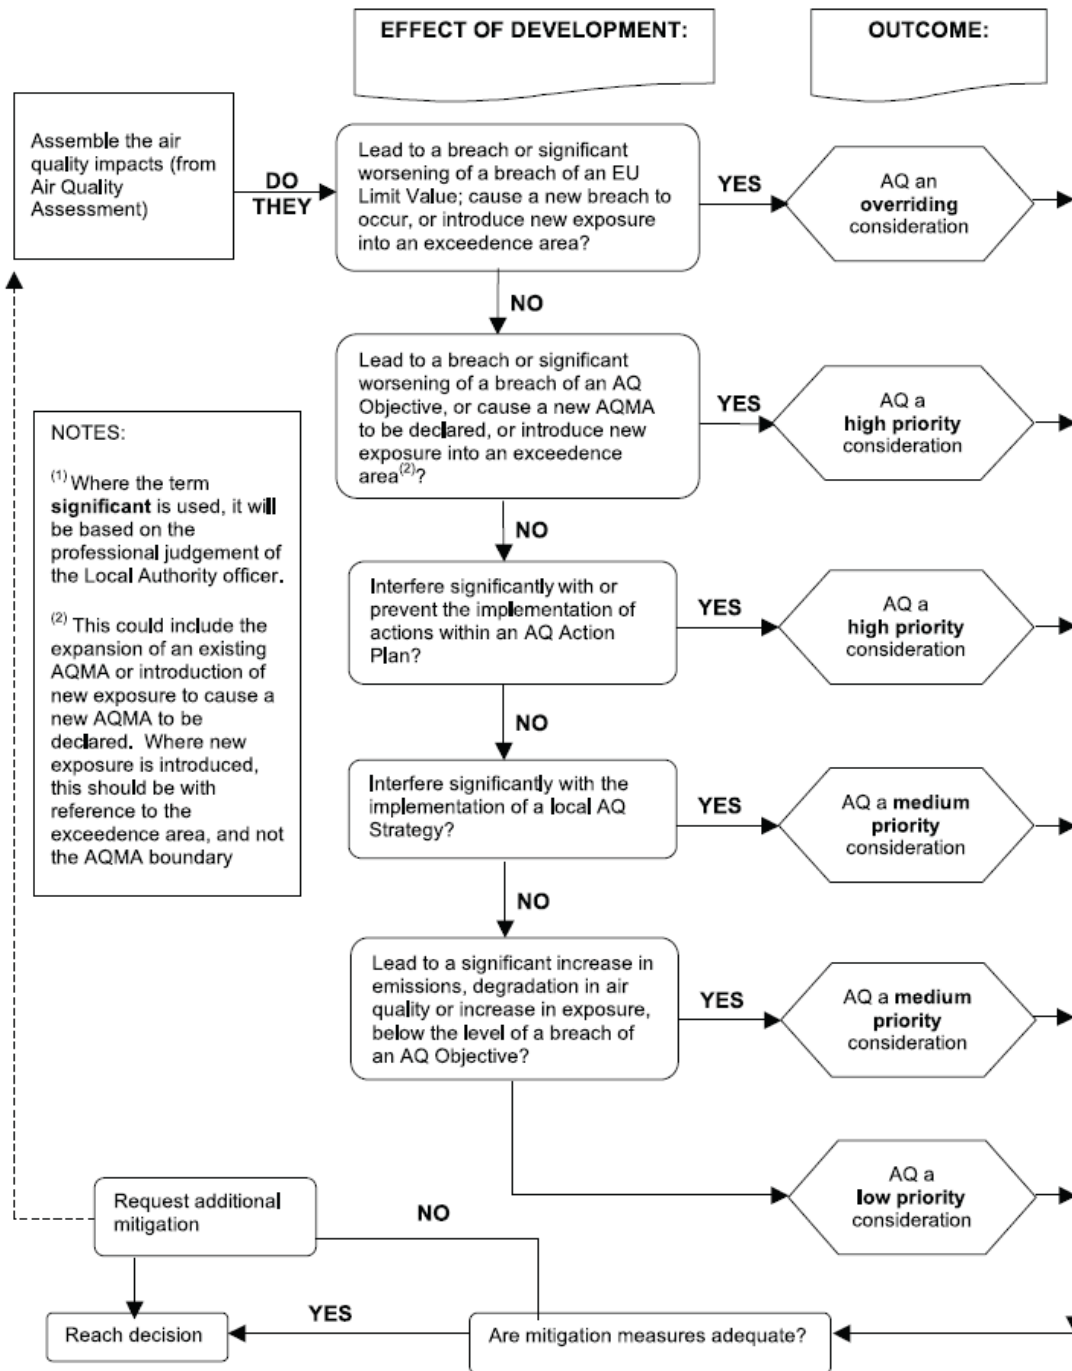 EFFECT OF DEVELOPMENT:
OUTCOME:
Assemble the air
quality impacts (from
Air Quality
Assessment)
DO
THEY
Lead to a breach or significant
worsening of a breach of an EU
Limit Value; cause a new breach to
occur, or introduce new exposure
into an exceedence area?
YES
AQ an
overriding
consideration
NO
Lead to a breach or significant
worsening of a breach of an AQ
Objective, or cause a new AQMA
to be declared, or introduce new
exposure into an exceedence
area(2)?
YES
AQ a
high priority
consideration
NOTES:
(1) Where the term
significant is used, it will
be based on the
professional judgement of
the Local Authority officer.
(2) This could include the
expansion of an existing
AQMA or introduction of
new exposure to cause a
new AQMA to be
declared. Where new
exposure is introduced,
this should be with
reference to the
exceedence area, and not
the AQMA boundary
NO
Interfere significantly with or
prevent the implementation of
actions within an AQ Action
Plan?
YES
AQ a
high priority
consideration
NO
Interfere significantly with the
implementation of a local AQ
Strategy?
YES
AQ a medium
priority
consideration
NO
Lead to a significant increase in
emissions, degradation in air
quality or increase in exposure,
below the level of a breach of
an AQ Objective?
YES
AQ a medium
priority
consideration
AQ a
low priority
consideration
Request additional
mitigation
NO
Reach decision
YES
Are mitigation measures adequate?